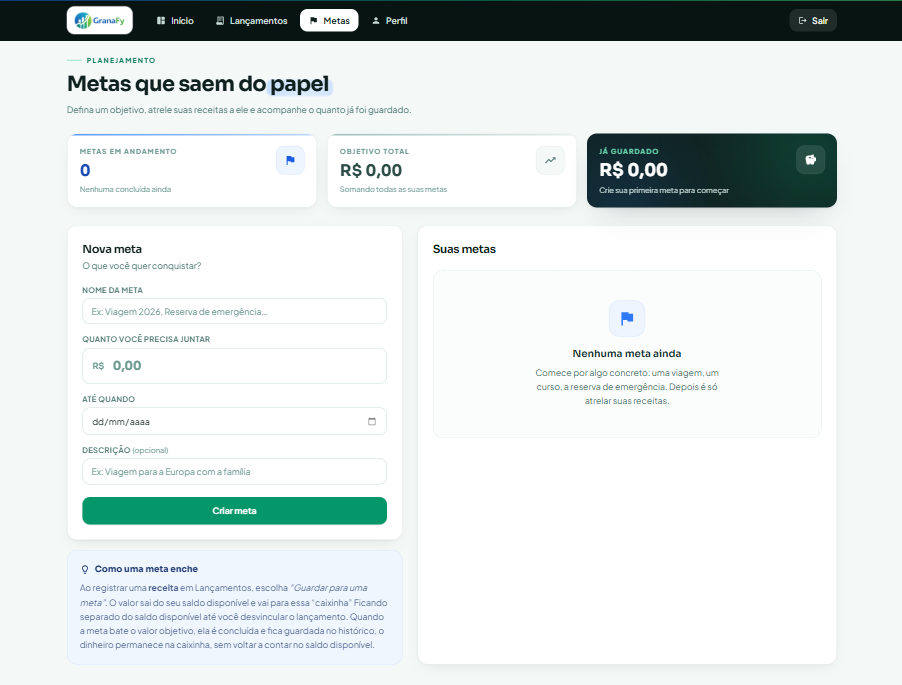 GranaFy
Início
Lançamentos
Metas
Perfil
Sair
PLANEJAMENTO
Metas que saem do papel
Defina um objetivo, atrele suas receitas a ele e acompanhe o quanto já foi guardado.
METAS EM ANDAMENTO
0
Nenhuma concluída ainda
OBJETIVO TOTAL
R$ 0,00
Somando todas as suas metas
JÁ GUARDADO
R$ 0,00
Crie sua primeira meta para começar
Nova meta
O que você quer conquistar?
NOME DA META
Ex: Viagem 2026, Reserva de emergência...
QUANTO VOCÊ PRECISA JUNTAR
R$ 0,00
ATÉ QUANDO
dd/mm/aaaa
DESCRIÇÃO (opcional)
Ex: Viagem para a Europa com a família
Criar meta
Como uma meta enche
Ao registrar uma receita em Lançamentos, escolha "Guardar para uma
meta". O valor sai do seu saldo disponível e vai para essa "caixinha" Ficando
separado do saldo disponível até você desvincular o lançamento. Quando
a meta bate o valor objetivo, ela é concluída e fica guardada no histórico, o
dinheiro permanece na caixinha, sem voltar a contar no saldo disponível.
Suas metas
Nenhuma meta ainda
Comece por algo concreto: uma viagem, um
curso, a reserva de emergência. Depois é só
atrelar suas receitas.